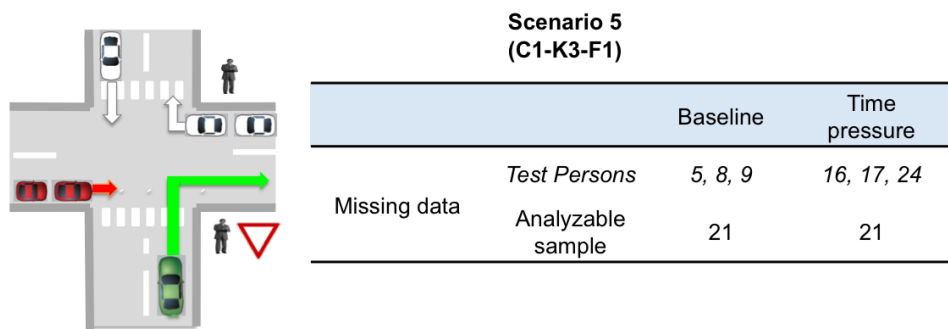 Scenario 5
(C1-K3-F1)
Baseline
Time
pressure
Missing data
Test Persons
5, 8, 9
16, 17, 24
Analyzable
sample
21
21